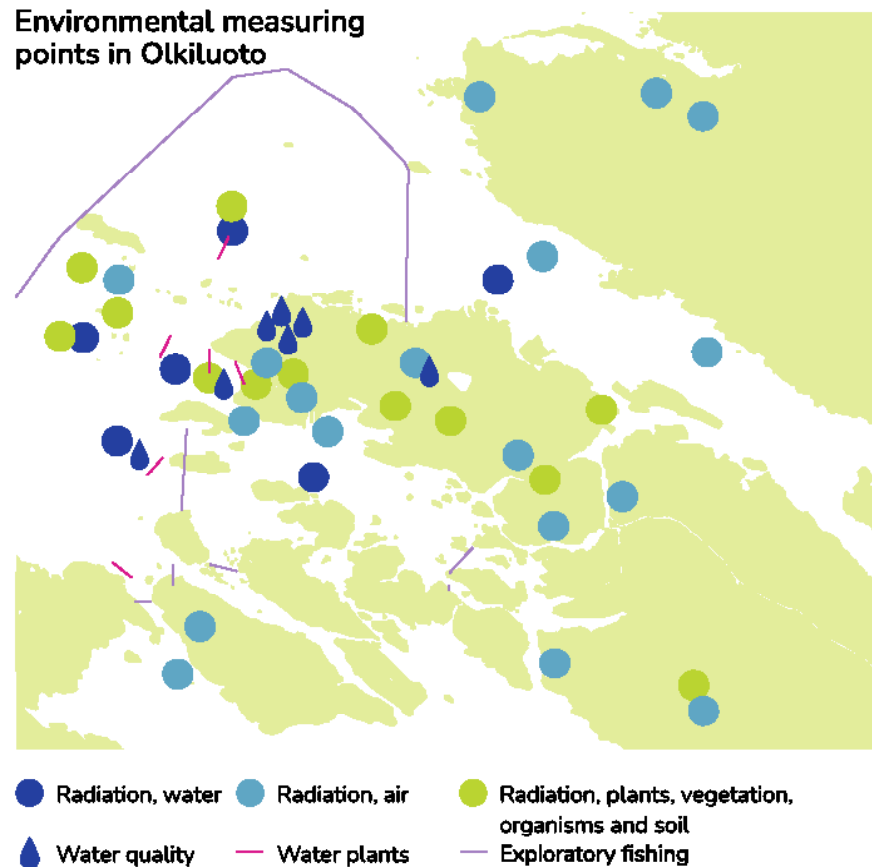 Environmental measuring
points in Olkiluoto
Radiation, water
Radiation, air
Radiation, plants, vegetation,
organisms and soil
Water quality
Water plants
Exploratory fishing